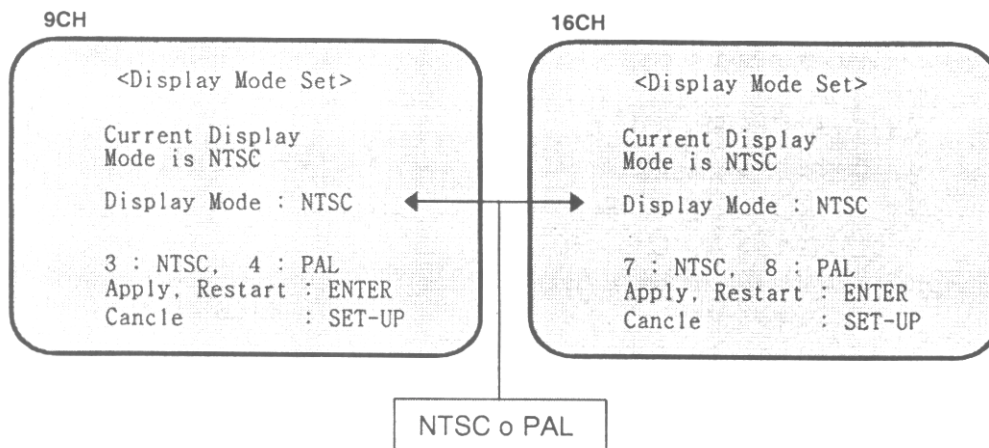 9CH
<Display Mode Set>
Current Display
Mode is NTSC
Display Mode : NTSC
3 : NTSC, 4 : PAL
Apply, Restart : ENTER
Cancle : SET-UP
16CH
<Display Mode Set>
Current Display
Mode is NTSC
Display Mode : NTSC
7 : NTSC, 8 : PAL
Apply, Restart : ENTER
Cancle : SET-UP
NTSC o PAL